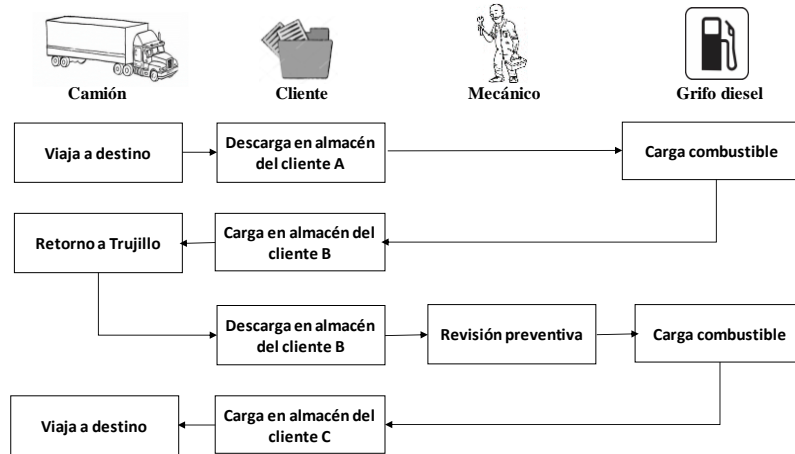 Camión
Cliente
Mecánico
Grifo diesel
Viaja a destino
Descarga en almacén
del cliente A
Carga combustible
Retorno a Trujillo
Carga en almacén del
cliente B
Descarga en almacén
del cliente B
Revisión preventiva
Carga combustible
Viaja a destino
Carga en almacén del
cliente C